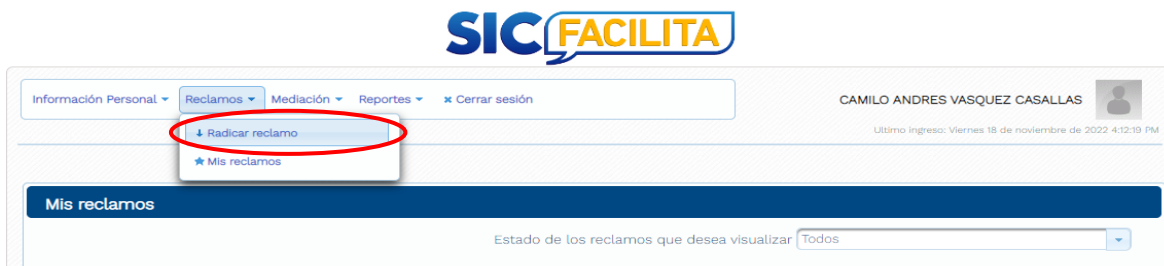 SIC FACILITA
Información Personal Reclamos Mediación Reportes Cerrar sesión
CAMILO ANDRES VASQUEZ CASALLAS
Ultimo ingreso: Viernes 18 de noviembre de 2022 4:12:19 PM
Radicar reclamo
Mis reclamos
Mis reclamos
Estado de los reclamos que desea visualizar Todos